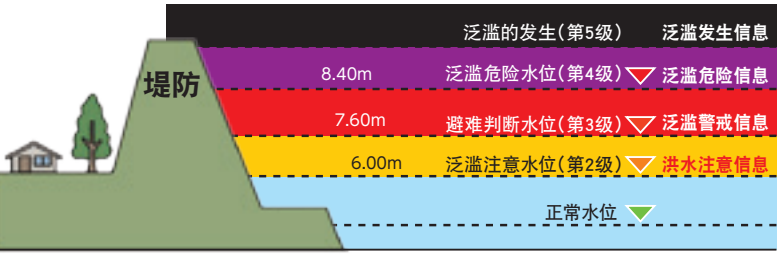 泛滥的发生(第5级) 泛滥发生信息
堤防
8.40m 泛滥危险水位(第4级) 泛滥危险信息
7.60m 避难判断水位(第3级) 泛滥警戒信息
6.00m 泛滥注意水位(第2级) 洪水注意信息
正常水位